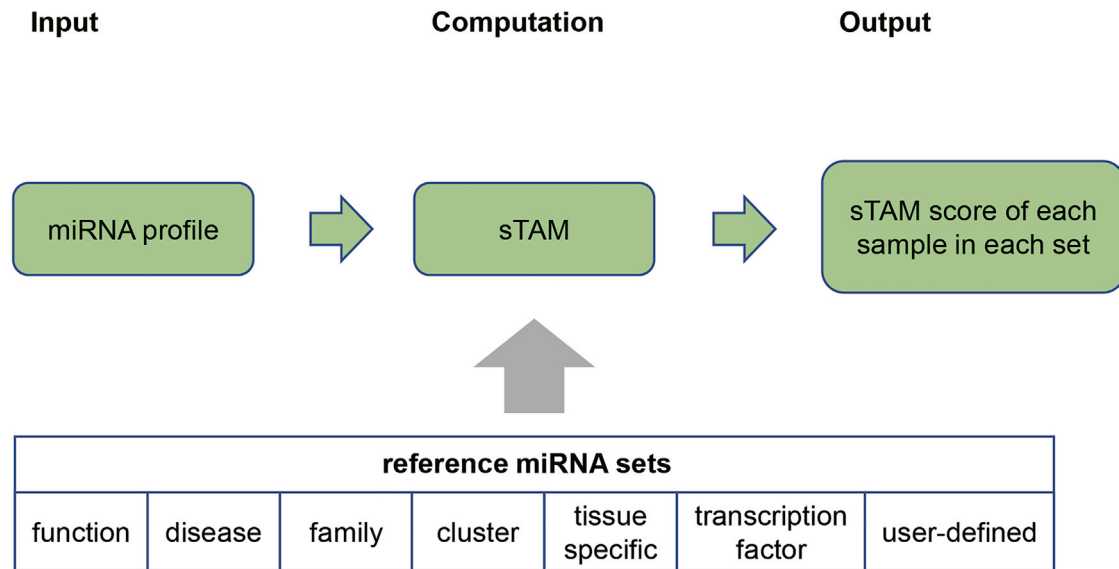 Input
Computation
Output
miRNA profile
sTAM
sTAM score of each
sample in each set
reference miRNA sets
function
disease
family
cluster
tissue
specific
transcription
factor
user-defined